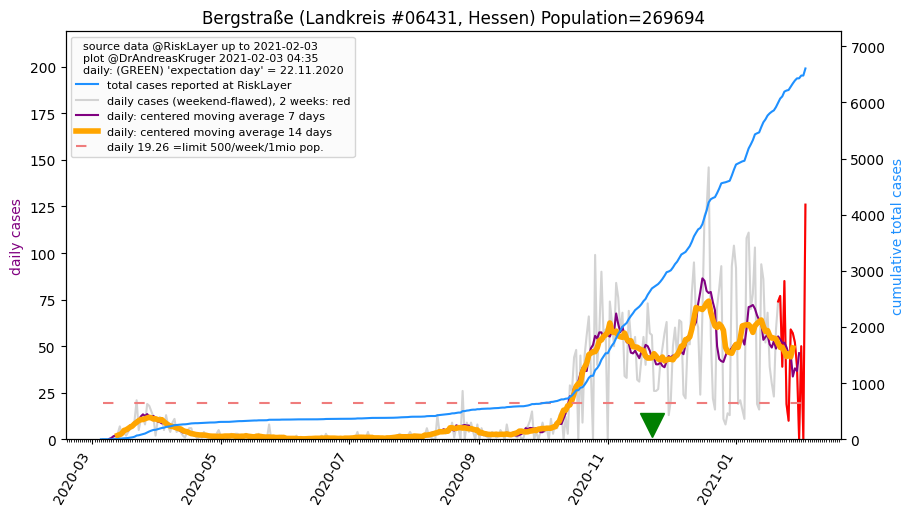 Bergstraße (Landkreis #06431, Hessen) Population=269694
source data @RiskLayer up to 2021-02-03
plot @DrAndreasKruger 2021-02-03 04:35
daily: (GREEN) 'expectation day' = 22.11.2020
total cases reported at RiskLayer
daily cases (weekend-flawed), 2 weeks: red
daily: centered moving average 7 days
daily: centered moving average 14 days
daily 19.26 =limit 500/week/1mio pop.
daily cases
200
175
150
125
100
75
50
25
0
7000
6000
5000
4000
3000
2000
1000
0
cumulative total cases
2020-03
2020-05
2020-07
2020-09
2020-11
2021-01